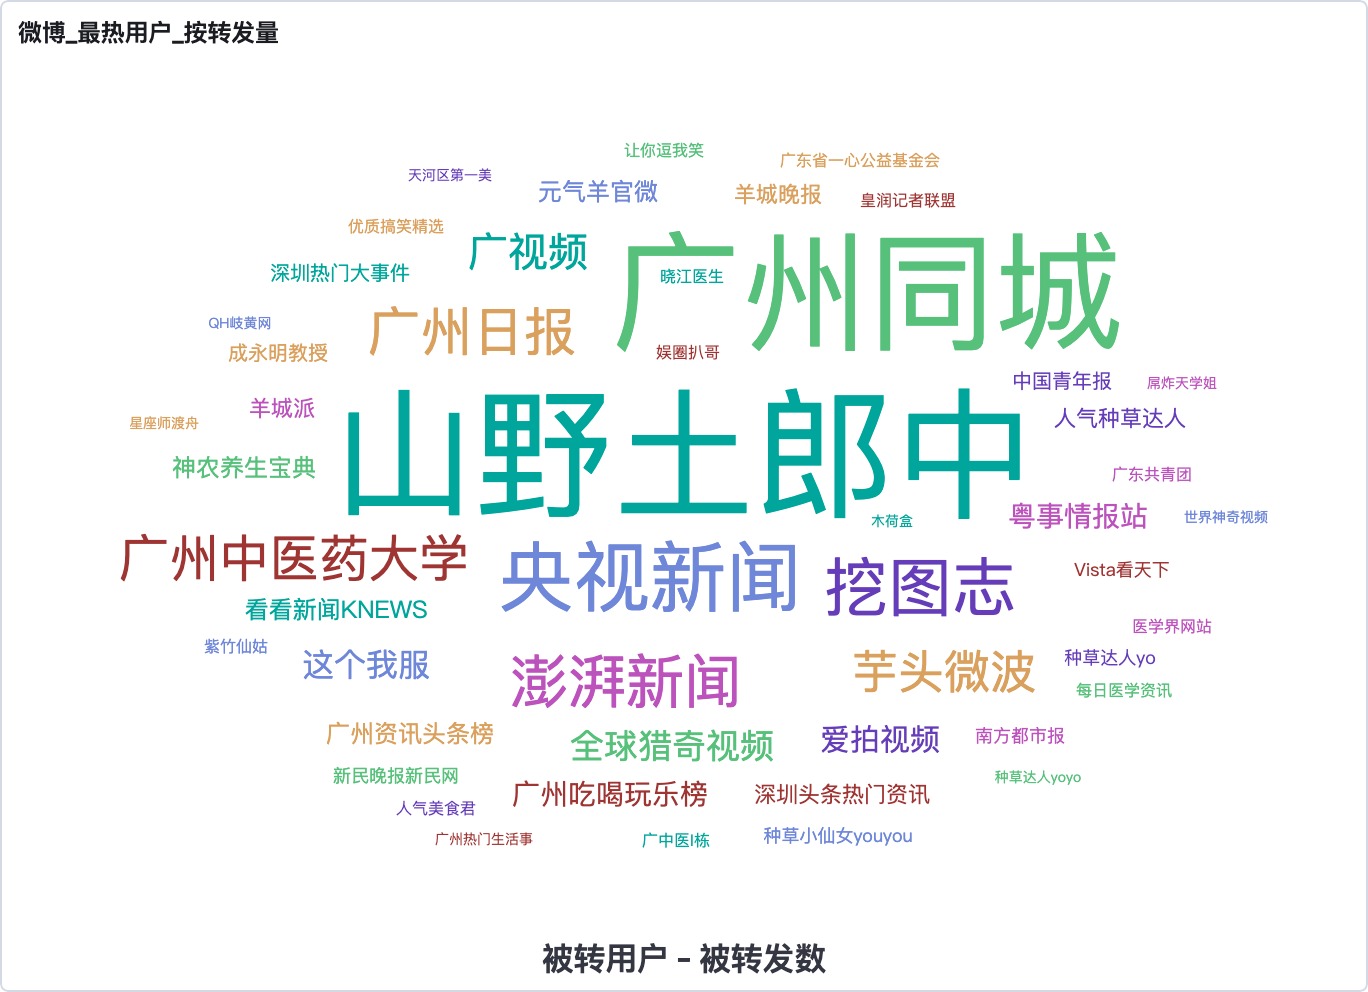 微博_最热用户_按转发量
让你逗我笑
广东省一心公益基金会
天河区第一美
元气羊官微
羊城晚报
皇润记者联盟
优质搞笑精选
广视频
广州同城
深圳热门大事件
晓江医生
QH岐黄网
广州日报
成永明教授
娱圈扒哥
中国青年报
屌炸天学姐
羊城派
人气种草达人
星座师渡舟
山野土郎中
神农养生宝典
广东共青团
粤事情报站
世界神奇视频
木荷盒
广州中医药大学
央视新闻
挖图志
Vista看天下
看看新闻KNEWS
医学界网站
紫竹仙姑
这个我服
种草达人yo
芋头微波
澎湃新闻
每日医学资讯
广州资讯头条榜
全球猎奇视频
爱拍视频
南方都市报
新民晚报新民网
种草达人yoyo
广州吃喝玩乐榜
深圳头条热门资讯
人气美食君
广州热门生活事
广中医I栋
种草小仙女youyou
被转用户 - 被转发数